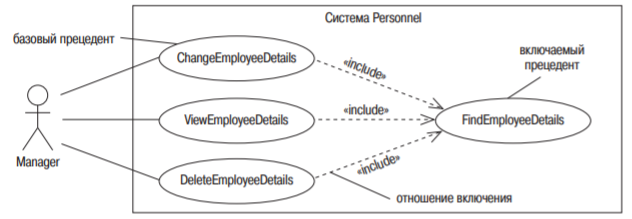 Система Personnel
базовый прецедент
ChangeEmployeeDetails
включаемый
прецедент
«include»
«include»
ViewEmployeeDetails
FindEmployeeDetails
Manager
DeleteEmployeeDetails
«include»
отношение включения